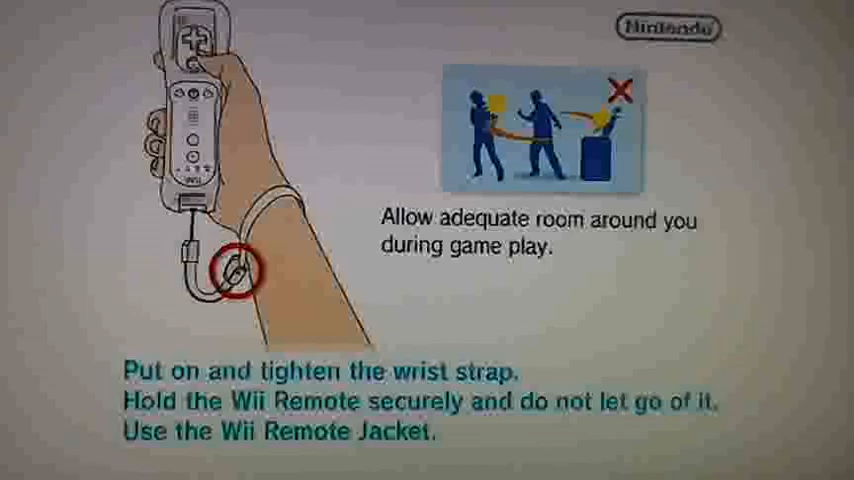 Nintendo
Allow adequate room around you
during game play.
Put on and tighten the wrist strap.
Hold the Wii Remote securely and do not let go of it.
Use the Wii Remote Jacket.